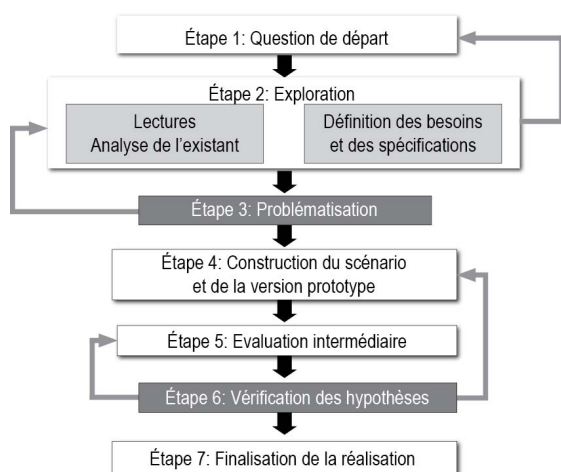 Étape 1: Question de départ
Étape 2: Exploration
Lectures
Analyse de l'existant
Définition des besoins
et des spécifications
Étape 3: Problématisation
Étape 4: Construction du scénario
et de la version prototype
Étape 5: Evaluation intermédiaire
Étape 6: Vérification des hypothèses
Étape 7: Finalisation de la réalisation